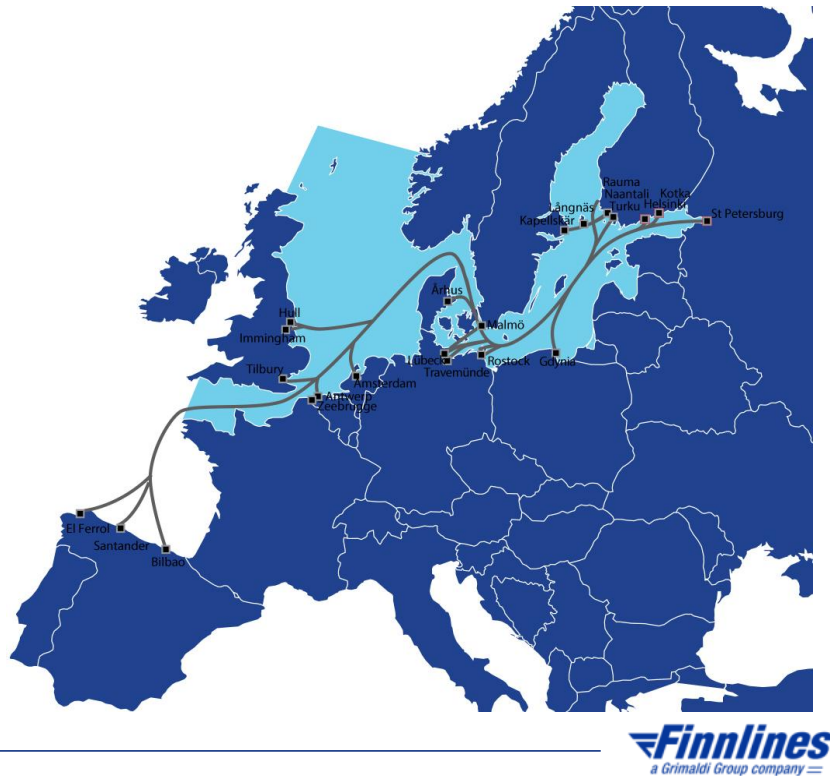 Rauma
Naantali
Kotka
Långnäs
Turku
Helsinki
Kapellskär
St Petersburg
Århus
Hull
Malmö
Immingham
Lübeck
Rostock
Gdynia
Tilbury
Travemünde
Amsterdam
Antwerp
Zeebrugge
El Ferrol
Santander
Bilbao
Finnlines
a Grimaldi Group company